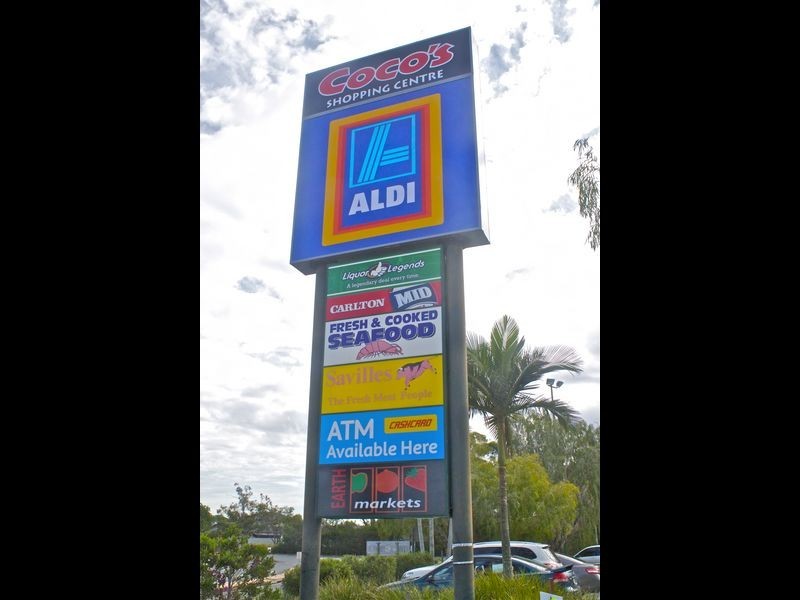 COCO'S
SHOPPING CENTRE
ALDI
Liquor Legends
A legendary deal every time
CARLTON MID
FRESH & COOKED
SEAFOOD
Savilles
The Fresh Meat People
ATM CASHCARD
Available Here
EARTH
markets